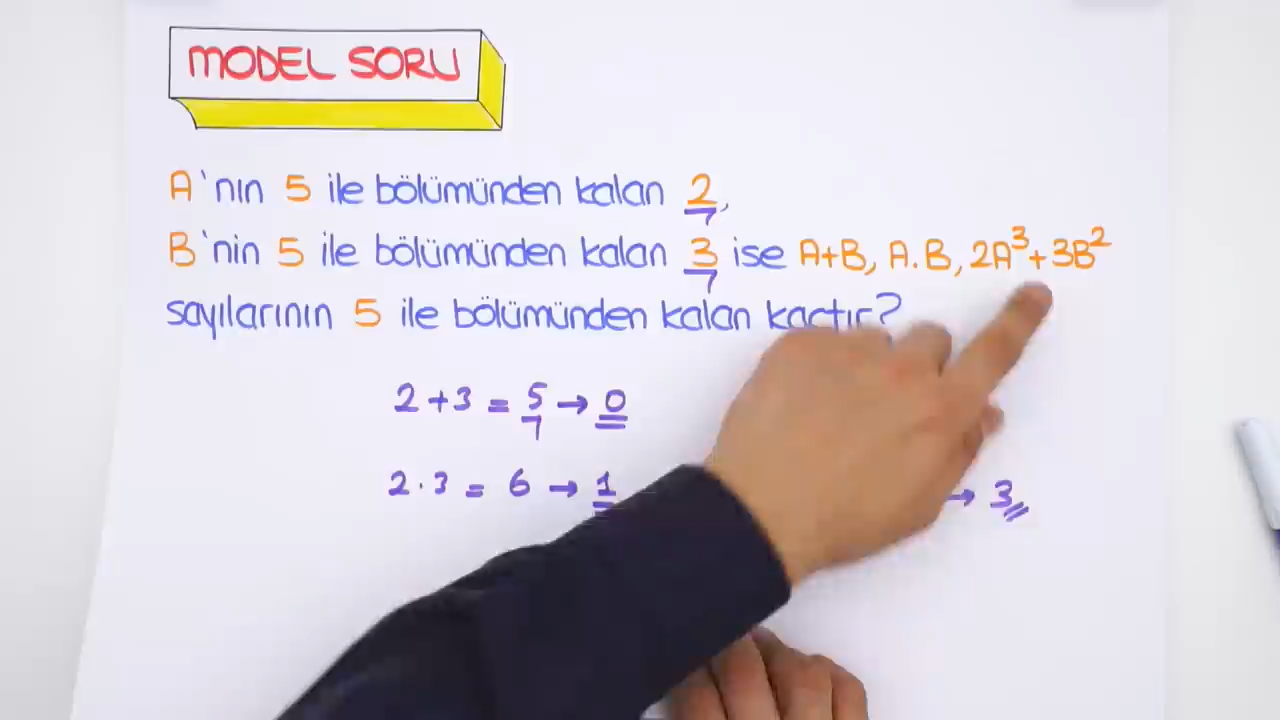 MODEL SORU
A'nın 5 ile bölümünden kalan 2,
B'nin 5 ile bölümünden kalan 3 ise A+B, A.B, 2A³+3B²
sayılarının 5 ile bölümünden kalan kaçtır?
2+3 = 5 → 0
2.3 = 6 → 1 → 3